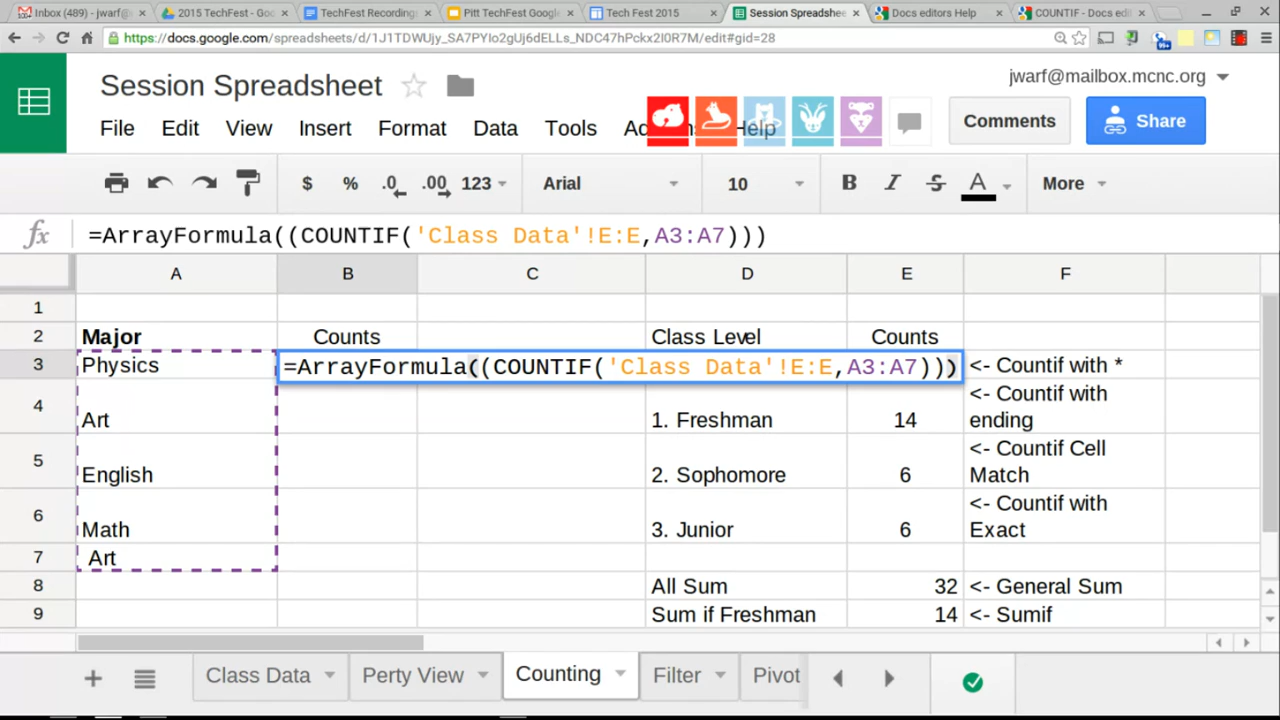 Inbox (489) - jwarf@m
2015 TechFest - Goo
TechFest Recordings
Pitt TechFest Google
Tech Fest 2015
Session Spreadshee
Docs editors Help
COUNTIF - Docs edi
https://docs.google.com/spreadsheets/d/1J1TDWUjy_SA7PYIo2gUj6dELLs_NDC47hPckx2I0R7M/edit#gid=28
99+
Session Spreadsheet
jwarf@mailbox.mcnc.org
File Edit View Insert Format Data Tools Help
Comments
Share
$ % .0 .00 123 Arial 10 B I S A More
fx =ArrayFormula((COUNTIF('Class Data'!E:E,A3:A7)))
A B C D E F
1
2 Major Counts Class Level Counts
3 Physics =ArrayFormula((COUNTIF('Class Data'!E:E,A3:A7))) <- Countif with *
4 Art 1. Freshman 14 <- Countif with
ending
5 English 2. Sophomore 6 <- Countif Cell
Match
6 Math 3. Junior 6 <- Countif with
Exact
7 Art
8 All Sum 32 <- General Sum
9 Sum if Freshman 14 <- Sumif
+ Class Data Perty View Counting Filter Pivot